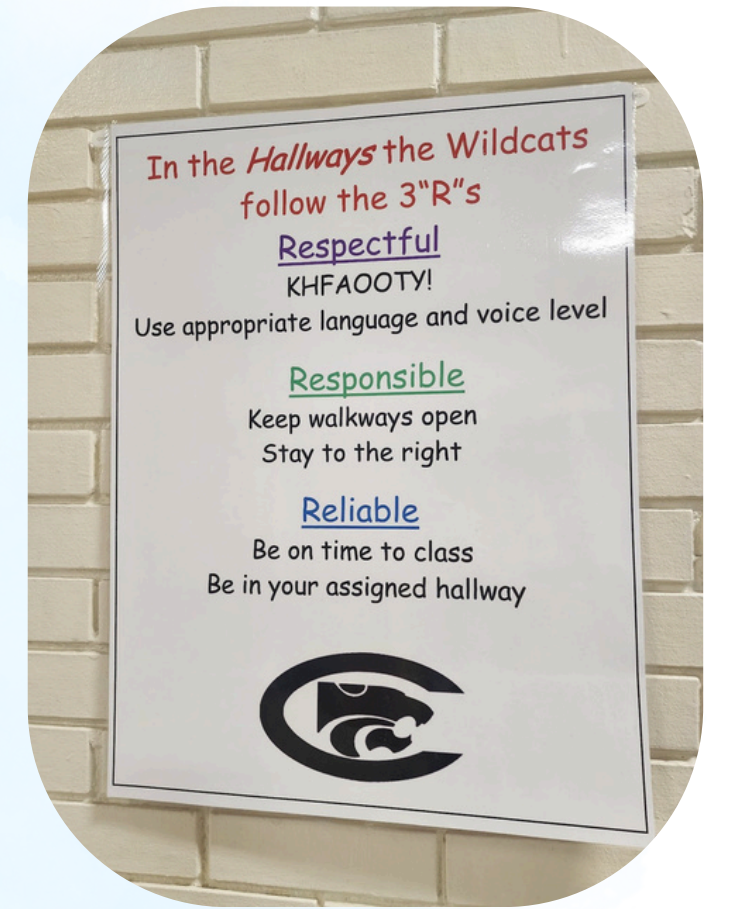 In the Hallways the Wildcats
follow the 3"R"s
Respectful
KHFAOOTY!
Use appropriate language and voice level
Responsible
Keep walkways open
Stay to the right
Reliable
Be on time to class
Be in your assigned hallway